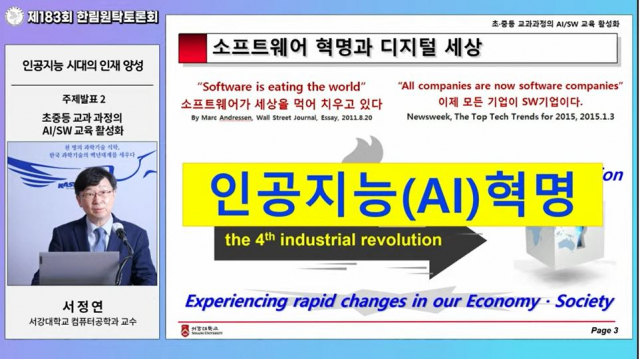 제183회 한림원탁토론회
인공지능 시대의 인재 양성
주제발표 2
초중등 교과 과정의
AI/SW 교육 활성화
한 명의 과학기술 석학,
한국 과학기술의 백년대계를 세우다
서정연
서강대학교 컴퓨터공학과 교수
초·중등 교과과정의 AI/SW 교육 활성화
소프트웨어 혁명과 디지털 세상
“Software is eating the world”
소프트웨어가 세상을 먹어 치우고 있다
By Marc Andressen, Wall Street Journal, Essay, 2011.8.20
“All companies are now software companies”
이제 모든 기업이 SW기업이다.
Newsweek, The Top Tech Trends for 2015, 2015.1.3
인공지능(AI)혁명
the 4th industrial revolution
Experiencing rapid changes in our Economy · Society
서강대학교
SOGANG UNIVERSITY
Page 3